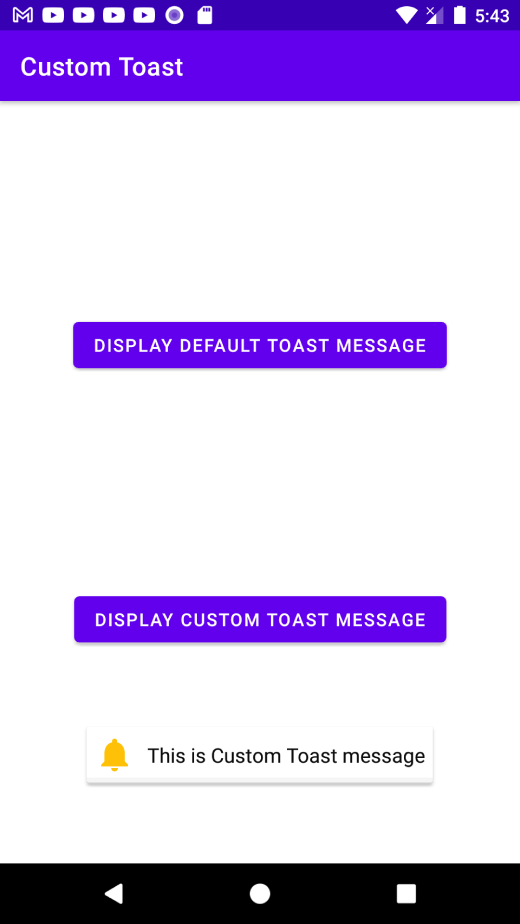 5:43
Custom Toast
DISPLAY DEFAULT TOAST MESSAGE
DISPLAY CUSTOM TOAST MESSAGE
This is Custom Toast message